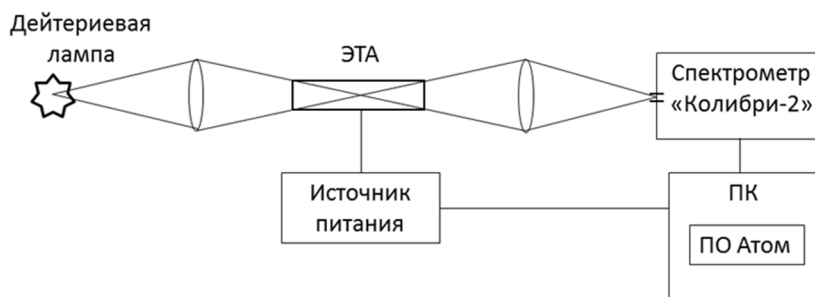 Дейтериевая
лампа
ЭТА
Спектрометр
«Колибри-2»
Источник
питания
ПК
ПО Атом